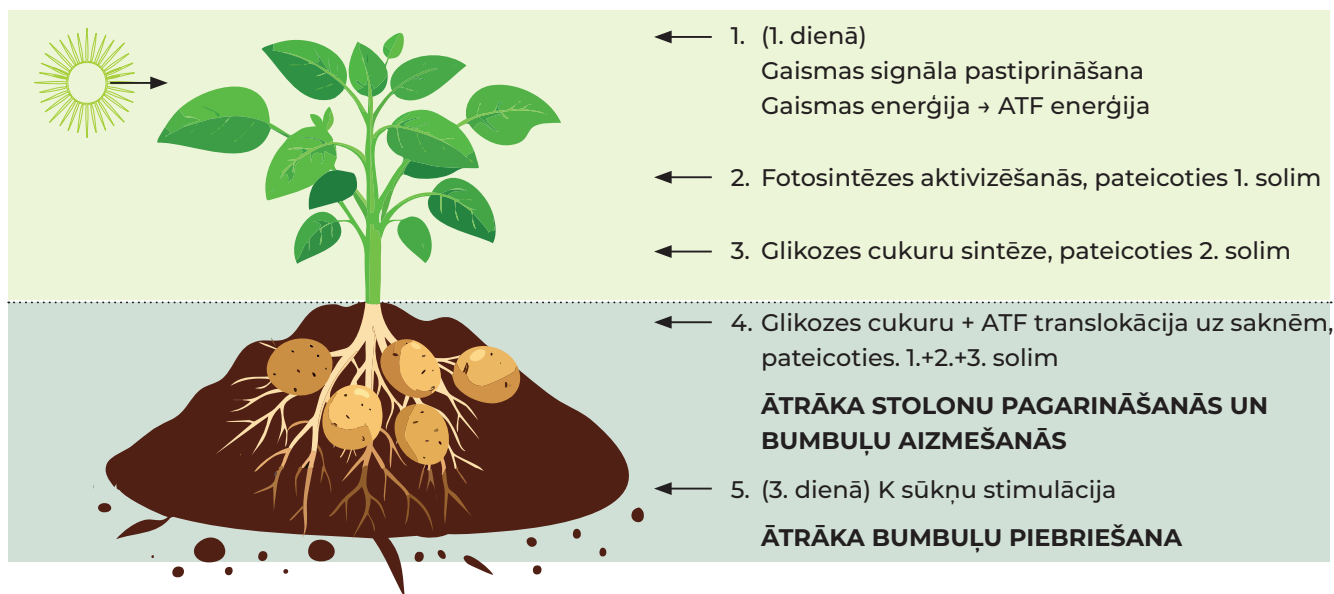 1. (1. dienā)
Gaismas signāla pastiprināšana
Gaismas enerģija → ATF enerģija
2. Fotosintēzes aktivizēšanās, pateicoties 1. solim
3. Glikozes cukuru sintēze, pateicoties 2. solim
4. Glikozes cukuru + ATF translokācija uz saknēm,
pateicoties. 1.+2.+3. solim
ĀTRĀKA STOLONU PAGARINĀŠANĀS UN
BUMBUĻU AIZMEŠANĀS
5. (3. dienā) K sūkņu stimulācija
ĀTRĀKA BUMBUĻU PIEBRIEŠANA